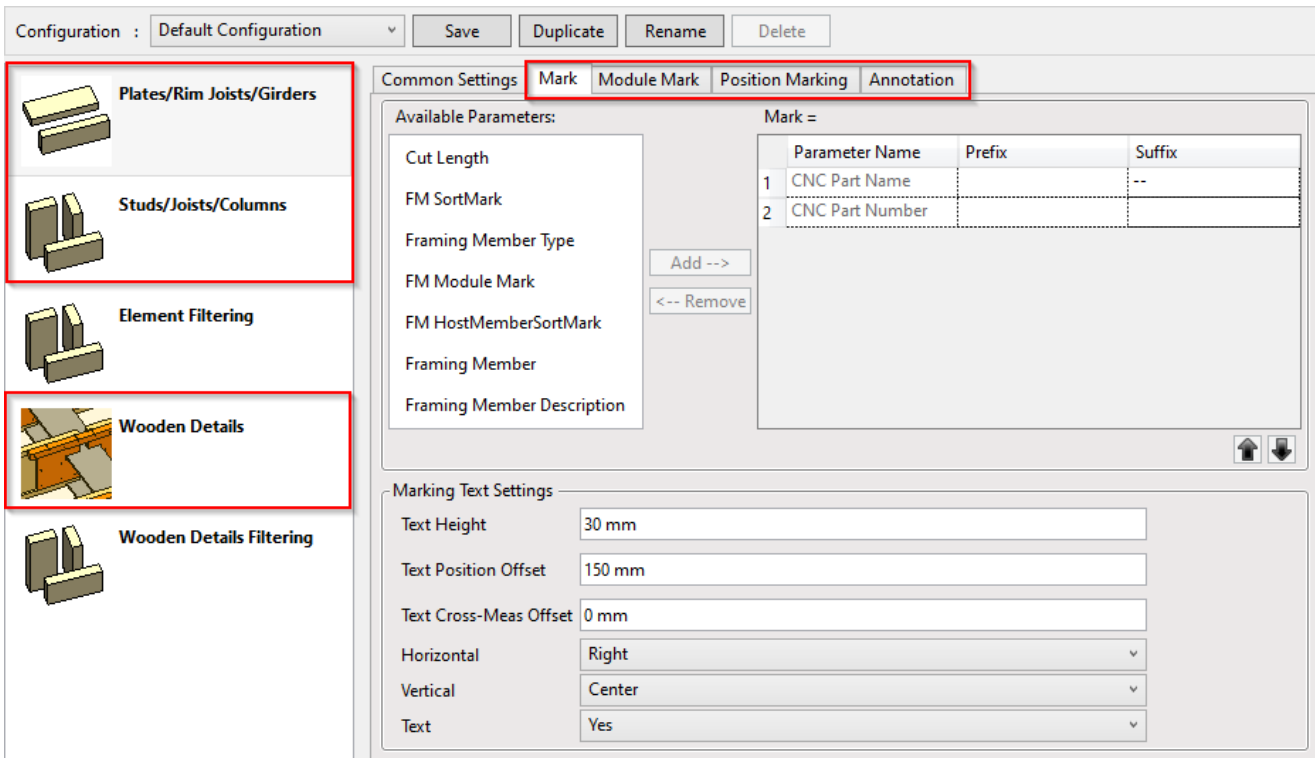 Configuration : Default Configuration Save Duplicate Rename Delete
Plates/Rim Joists/Girders
Studs/Joists/Columns
Element Filtering
Wooden Details
Wooden Details Filtering
Common Settings Mark Module Mark Position Marking Annotation
Available Parameters:
Cut Length
FM SortMark
Framing Member Type
FM Module Mark
FM HostMemberSortMark
Framing Member
Framing Member Description
Add -->
<-- Remove
Mark =
Parameter Name Prefix Suffix
1 CNC Part Name --
2 CNC Part Number
Marking Text Settings
Text Height 30 mm
Text Position Offset 150 mm
Text Cross-Meas Offset 0 mm
Horizontal Right
Vertical Center
Text Yes